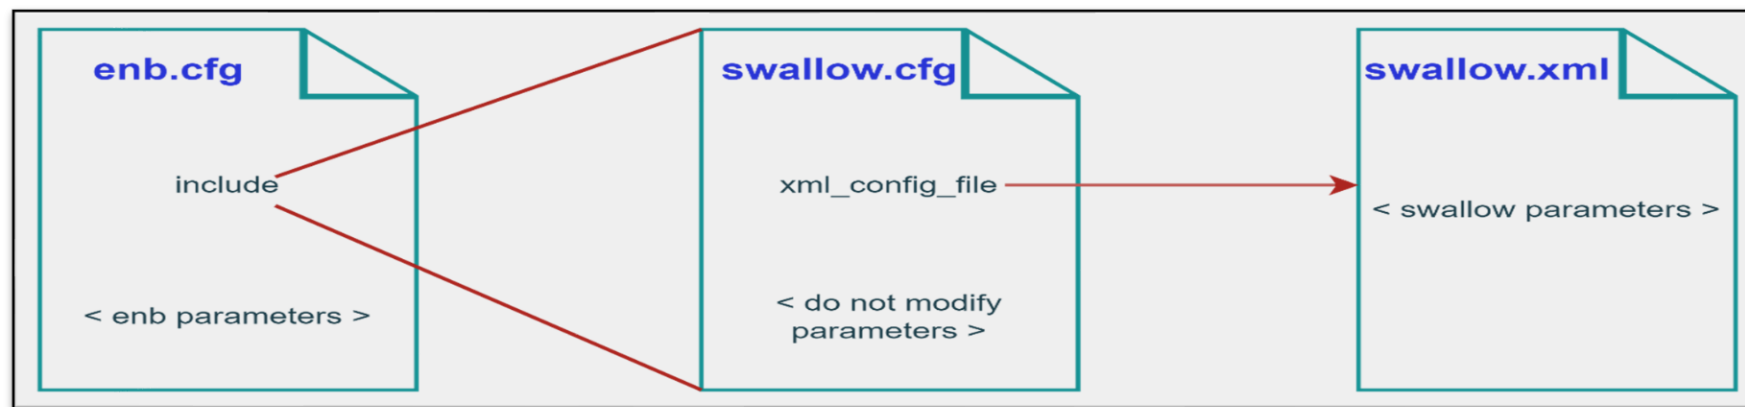 enb.cfg
include
< enb parameters >
swallow.cfg
xml_config_file
< do not modify
parameters >
swallow.xml
< swallow parameters >